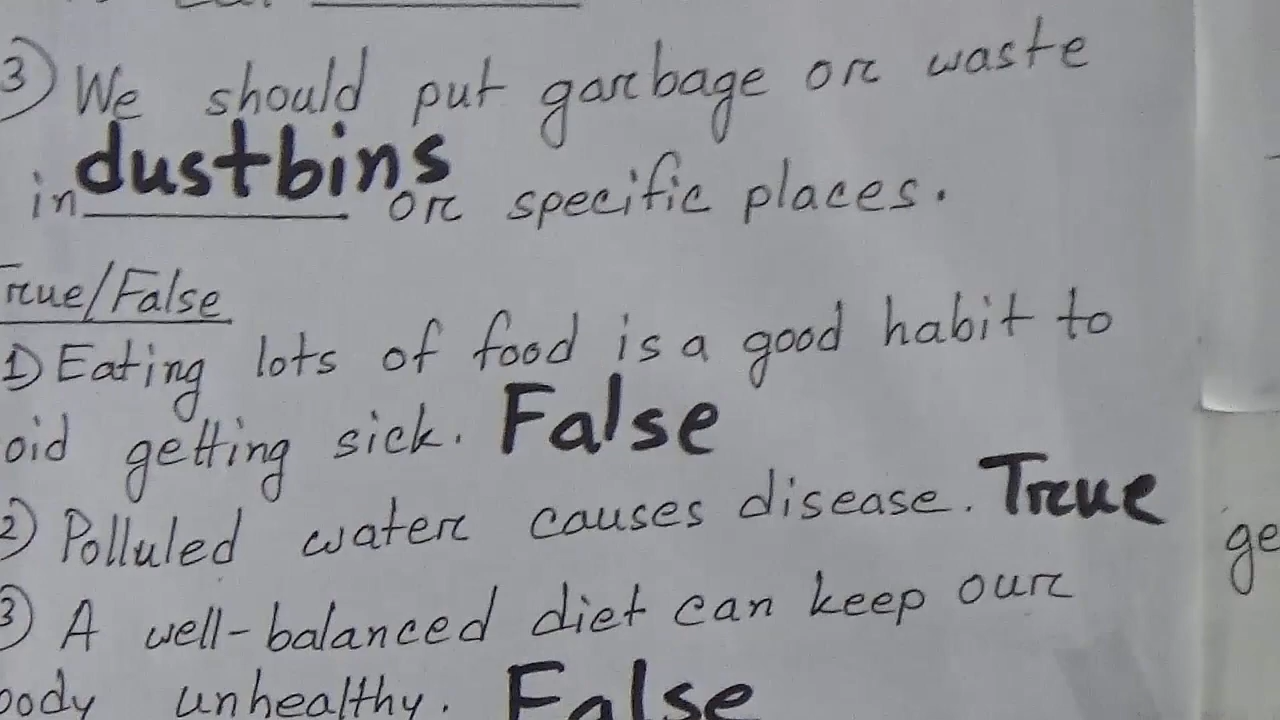 3) We should put garbage or waste
in dustbins or specific places.
True/False
1) Eating lots of food is a good habit to
oid getting sick. False
2) Polluled water causes disease. True
ge
3) A well-balanced diet can keep our
body unhealthy. False